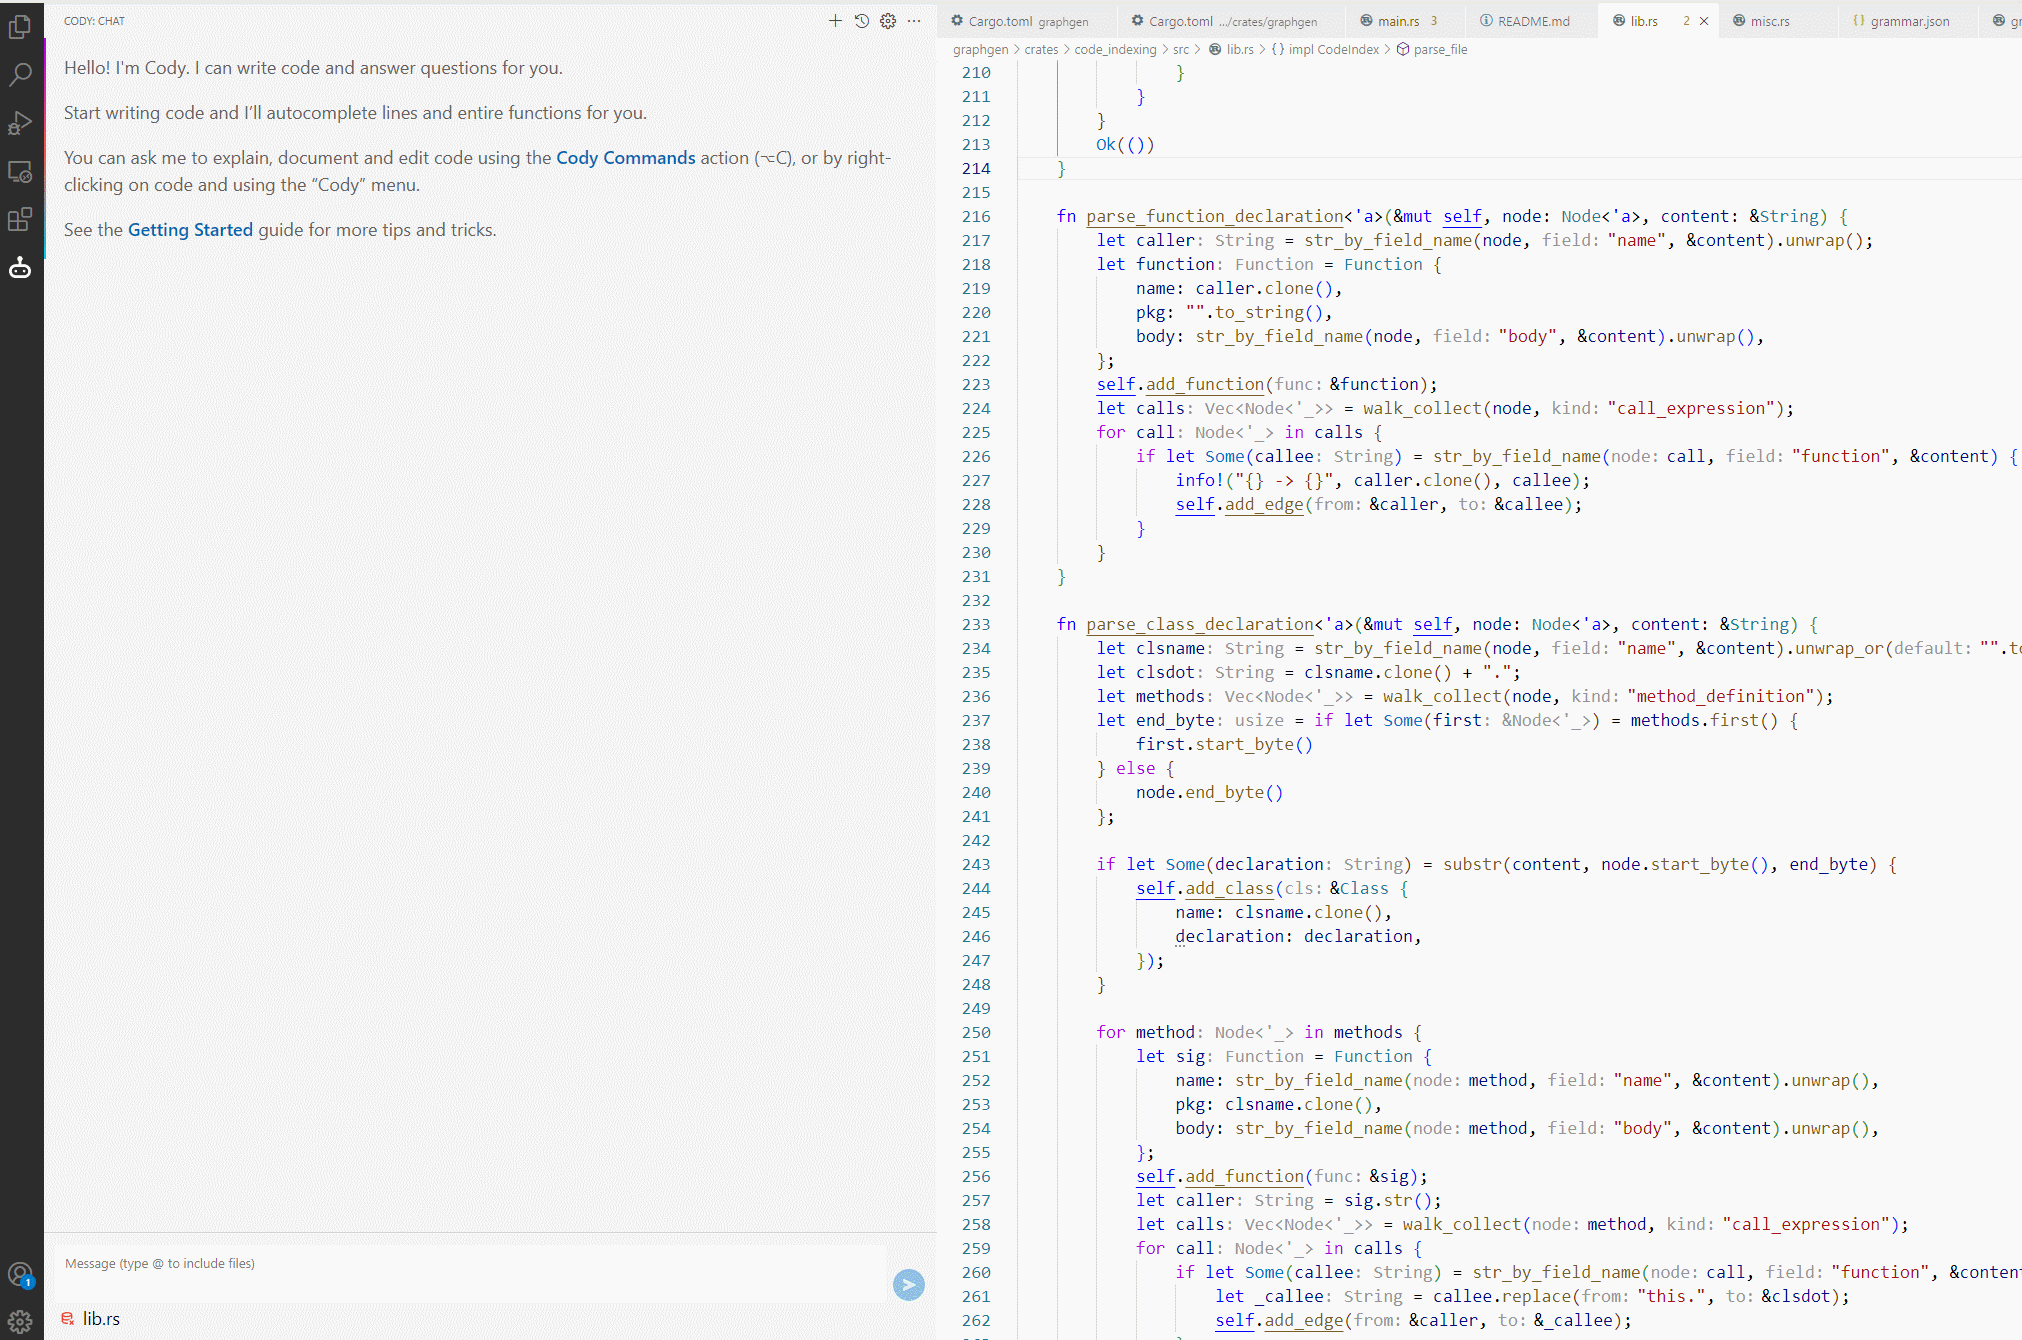 CODY: CHAT
Hello! I'm Cody. I can write code and answer questions for you.
Start writing code and I’ll autocomplete lines and entire functions for you.
You can ask me to explain, document and edit code using the Cody Commands action (⌥C), or by right-
clicking on code and using the “Cody” menu.
See the Getting Started guide for more tips and tricks.
Message (type @ to include files)
lib.rs
1
Cargo.toml graphgen
Cargo.toml .../crates/graphgen
main.rs 3
README.md
lib.rs 2
misc.rs
{} grammar.json
graphgen > crates > code_indexing > src > lib.rs > {} impl CodeIndex > parse_file
210 }
211 }
212 }
213 Ok(())
214 }
215
216 fn parse_function_declaration<'a>(&mut self, node: Node<'a>, content: &String) {
217 let caller: String = str_by_field_name(node, field: "name", &content).unwrap();
218 let function: Function = Function {
219 name: caller.clone(),
220 pkg: "".to_string(),
221 body: str_by_field_name(node, field: "body", &content).unwrap(),
222 };
223 self.add_function(func: &function);
224 let calls: Vec<Node<'_>> = walk_collect(node, kind: "call_expression");
225 for call: Node<'_> in calls {
226 if let Some(callee: String) = str_by_field_name(node: call, field: "function", &content) {
227 info!("{} -> {}", caller.clone(), callee);
228 self.add_edge(from: &caller, to: &callee);
229 }
230 }
231 }
232
233 fn parse_class_declaration<'a>(&mut self, node: Node<'a>, content: &String) {
234 let clsname: String = str_by_field_name(node, field: "name", &content).unwrap_or(default: "".to
235 let clsdot: String = clsname.clone() + ".";
236 let methods: Vec<Node<'_>> = walk_collect(node, kind: "method_definition");
237 let end_byte: usize = if let Some(first: &Node<'_>) = methods.first() {
238 first.start_byte()
239 } else {
240 node.end_byte()
241 };
242
243 if let Some(declaration: String) = substr(content, node.start_byte(), end_byte) {
244 self.add_class(cls: &Class {
245 name: clsname.clone(),
246 declaration: declaration,
247 });
248 }
249
250 for method: Node<'_> in methods {
251 let sig: Function = Function {
252 name: str_by_field_name(node: method, field: "name", &content).unwrap(),
253 pkg: clsname.clone(),
254 body: str_by_field_name(node: method, field: "body", &content).unwrap(),
255 };
256 self.add_function(func: &sig);
257 let caller: String = sig.str();
258 let calls: Vec<Node<'_>> = walk_collect(node: method, kind: "call_expression");
259 for call: Node<'_> in calls {
260 if let Some(callee: String) = str_by_field_name(node: call, field: "function", &conten
261 let _callee: String = callee.replace(from: "this.", to: &clsdot);
262 self.add_edge(from: &caller, to: &_callee);